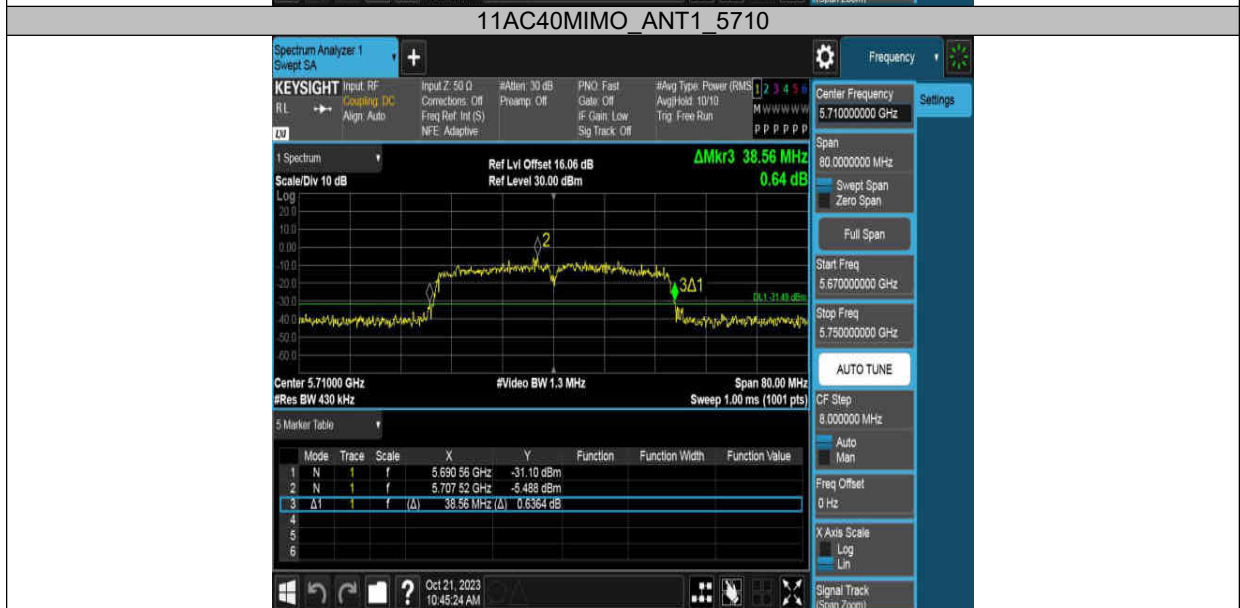 (Span Zoom)
11AC40MIMO_ANT1_5710
Spectrum Analyzer 1
Swept SA
+
Frequency
KEYSIGHT
RL
Input: RF
Coupling: DC
Align: Auto
Input Z: 50 Ω
Corrections: Off
Freq Ref: Int (S)
NFE: Adaptive
#Atten: 30 dB
Preamp: Off
PNO: Fast
Gate: Off
IF Gain: Low
Sig Track: Off
#Avg Type: Power (RMS
Avg|Hold: 10/10
Trig: Free Run
1 2 3 4 5 6
M W W W W W
P P P P P P
Center Frequency
5.710000000 GHz
Settings
Span
80.0000000 MHz
Swept Span
Zero Span
Full Span
Start Freq
5.670000000 GHz
Stop Freq
5.750000000 GHz
AUTO TUNE
CF Step
8.000000 MHz
Auto
Man
Freq Offset
0 Hz
X Axis Scale
Log
Lin
Signal Track
(Span Zoom)
1 Spectrum
Scale/Div 10 dB
Ref Lvl Offset 16.06 dB
Ref Level 30.00 dBm
ΔMkr3 38.56 MHz
0.64 dB
Log
20.0
10.0
0.00
-10.0
-20.0
-30.0
-40.0
-50.0
-60.0
2
3Δ1
DL1 -31.49 dBm
Center 5.71000 GHz
#Res BW 430 kHz
#Video BW 1.3 MHz
Span 80.00 MHz
Sweep 1.00 ms (1001 pts)
5 Marker Table
Mode Trace Scale X Y Function Function Width Function Value
1 N 1 f 5.690 56 GHz -31.10 dBm
2 N 1 f 5.707 52 GHz -5.488 dBm
3 Δ1 1 f (Δ) 38.56 MHz (Δ) 0.6364 dB
4
5
6
?
Oct 21, 2023
10:45:24 AM